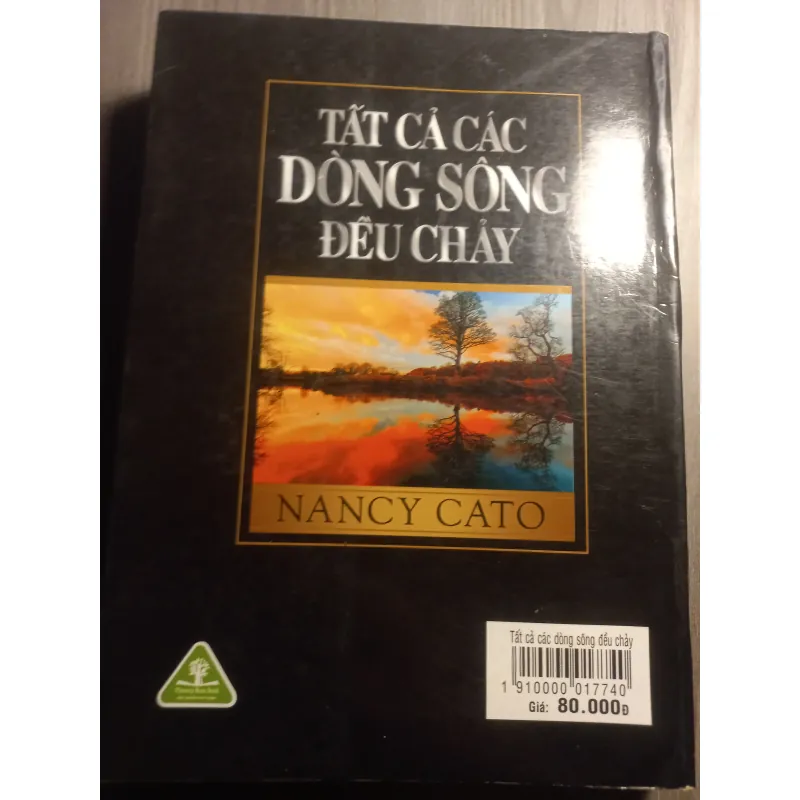 TẤT CẢ CÁC
DÒNG SÔNG
ĐỀU CHẢY
NANCY CATO
Tất cả các dòng sông đều chảy
1 910000 017740
Giá: 80.000Đ